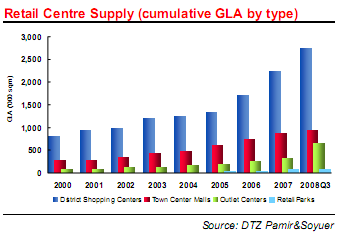 Retail Centre Supply (cumulative GLA by type)
3,000
2,500
2,000
1,500
1,000
500
0
GLA ('000 sqm)
2000 2001 2002 2003 2004 2005 2006 2007 2008Q3
District Shopping Centers Town Center Malls Outlet Centers Retail Parks
Source: DTZ Pamir&Soyuer